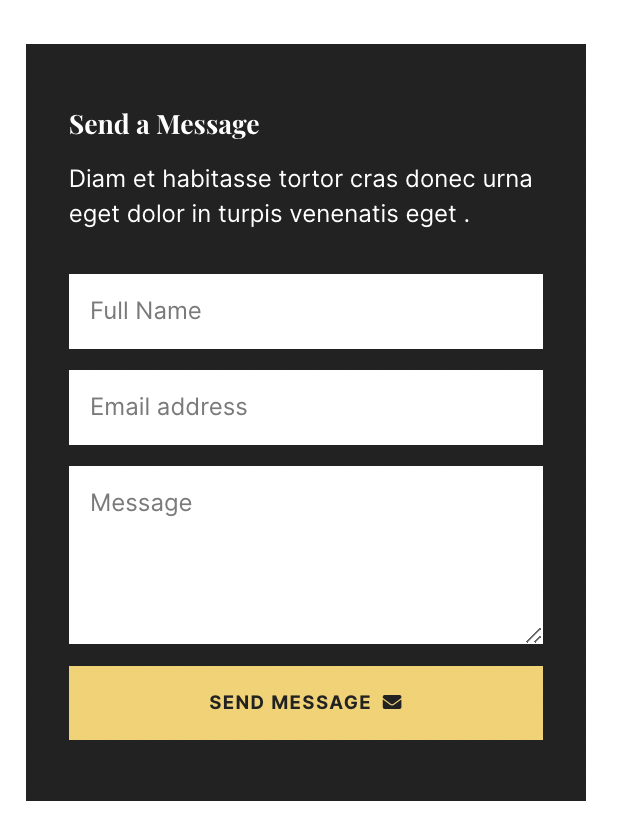 Send a Message
Diam et habitasse tortor cras donec urna
eget dolor in turpis venenatis eget .
Full Name
Email address
Message
SEND MESSAGE